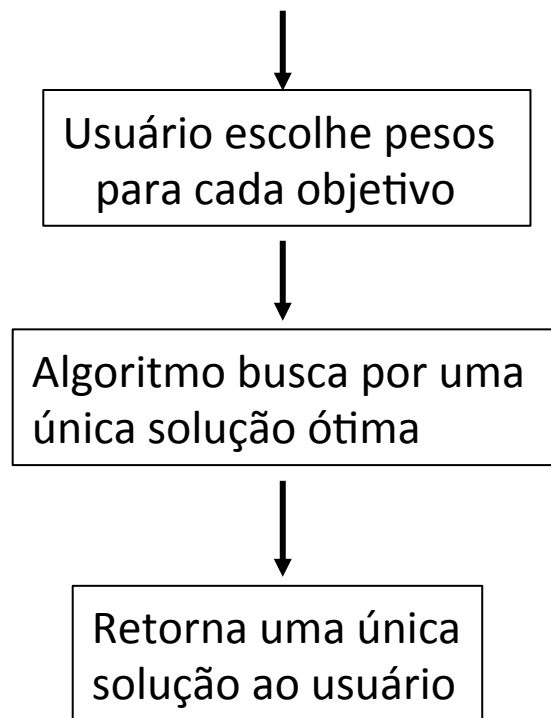 Usuário escolhe pesos
para cada objetivo
Algoritmo busca por uma
única solução ótima
Retorna uma única
solução ao usuário